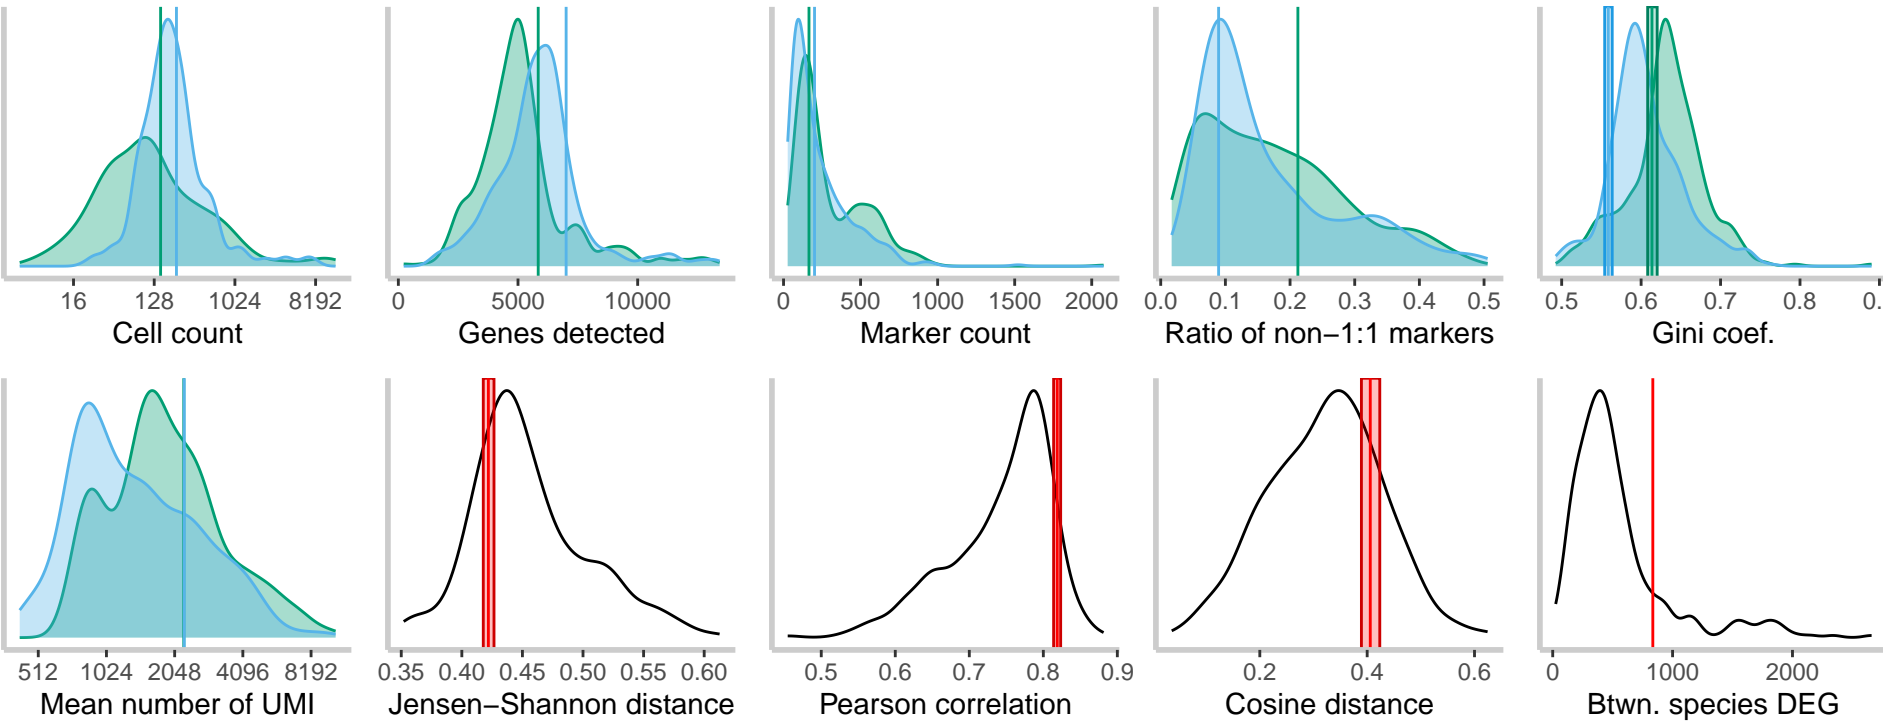 16 128 1024 8192
Cell count
0 5000 10000
Genes detected
0 500 1000 1500 2000
Marker count
0.0 0.1 0.2 0.3 0.4 0.5
Ratio of non−1:1 markers
0.5 0.6 0.7 0.8 0.
Gini coef.
512 1024 2048 4096 8192
Mean number of UMI
0.35 0.40 0.45 0.50 0.55 0.60
Jensen−Shannon distance
0.5 0.6 0.7 0.8 0.9
Pearson correlation
0.2 0.4 0.6
Cosine distance
0 1000 2000
Btwn. species DEG